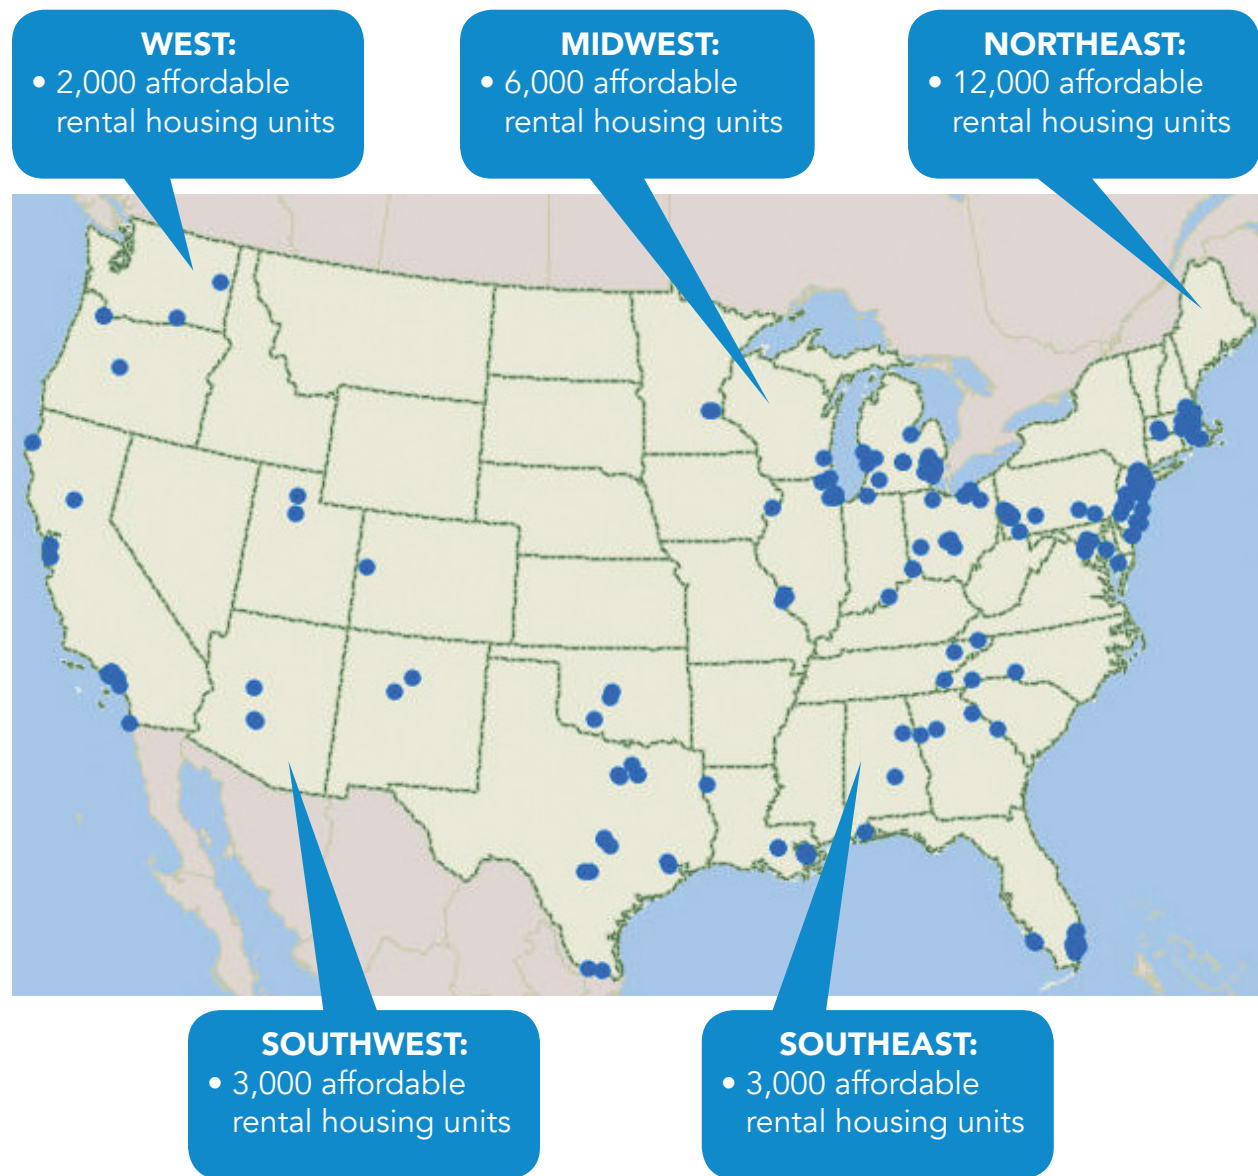 WEST:
• 2,000 affordable
rental housing units
MIDWEST:
• 6,000 affordable
rental housing units
NORTHEAST:
• 12,000 affordable
rental housing units
SOUTHWEST:
• 3,000 affordable
rental housing units
SOUTHEAST:
• 3,000 affordable
rental housing units